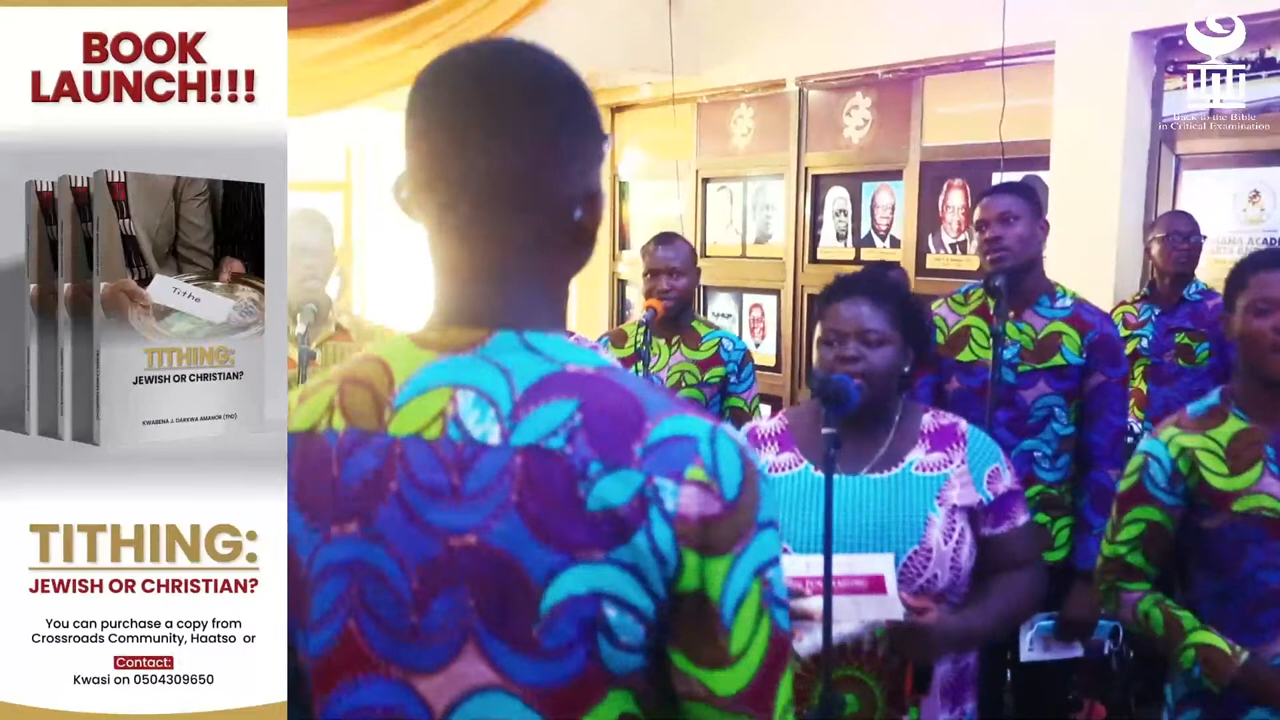 BOOK
LAUNCH!!!
Tithe
TITHING:
JEWISH OR CHRISTIAN?
KWABENA J. DARKWA AMANOR (ThD)
TITHING:
JEWISH OR CHRISTIAN?
You can purchase a copy from
Crossroads Community, Haatso or
Contact:
Kwasi on 0504309650
Back to the Bible
in Critical Examination